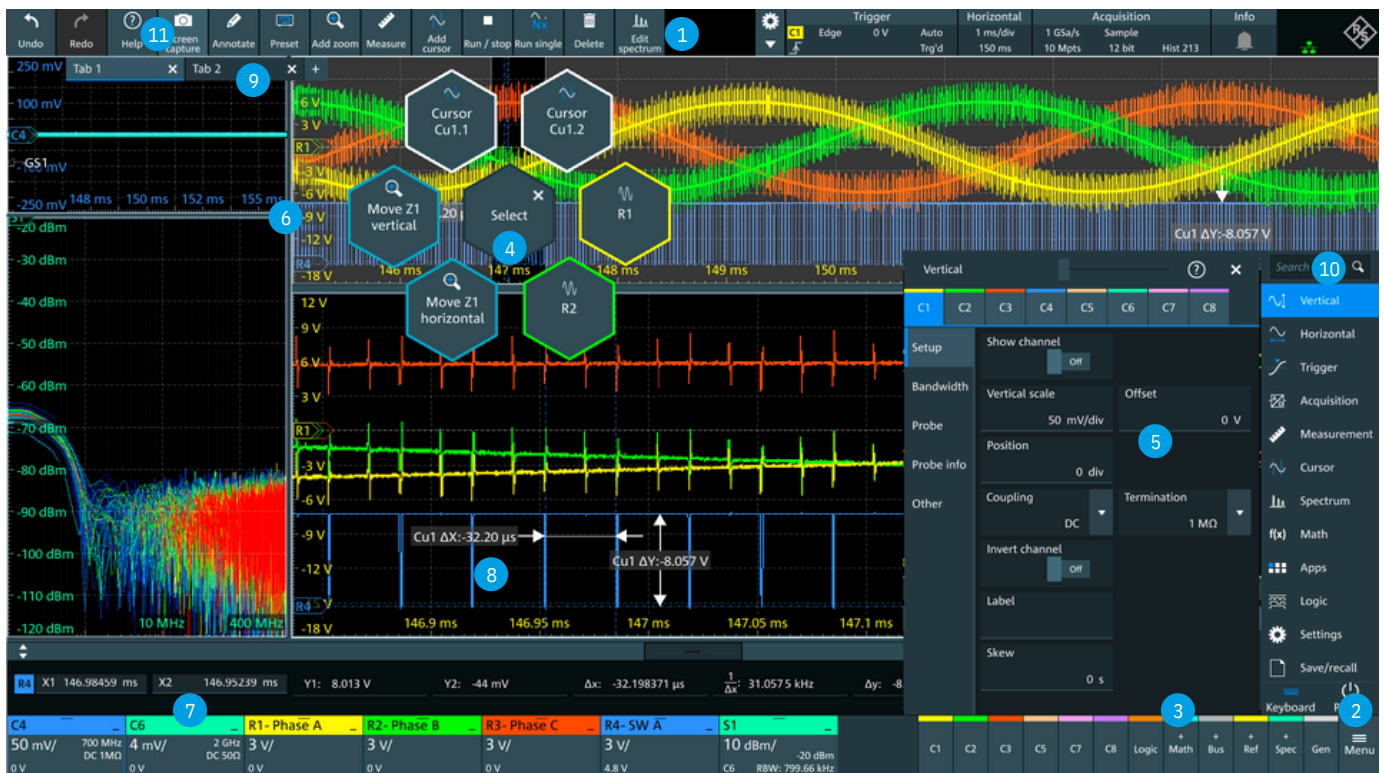 Undo
Redo
Help
11
Screen capture
Annotate
Preset
Add zoom
Measure
Add cursor
Run / stop
Run single
Delete
Edit spectrum
1
Trigger
C1 Edge 0 V Auto
Trig'd
Horizontal
1 ms/div
150 ms
Acquisition
1 GSa/s Sample
10 Mpts 12 bit Hist 213
Info
R&S
250 mV
Tab 1
Tab 2
9
+
100 mV
C4
GS1
-100 mV
-250 mV
148 ms 150 ms 152 ms 155 ms
6 V
3 V
R1
-3 V
-6 V
6
-9 V
-12 V
R4
-18 V
146 ms 147 ms 148 ms 149 ms 150 ms
Cursor Cu1.1
Cursor Cu1.2
Move Z1 vertical
Select
4
R1
Move Z1 horizontal
R2
Cu1 ΔY:-8.057 V
S1
-20 dBm
-30 dBm
-40 dBm
-50 dBm
-60 dBm
-70 dBm
-80 dBm
-90 dBm
-100 dBm
-110 dBm
-120 dBm
10 MHz 400 MHz
12 V
9 V
6 V
3 V
R1
-3 V
-6 V
-9 V
-12 V
R4
-18 V
Cu1 ΔX:-32.20 µs
Cu1 ΔY:-8.057 V
8
146.9 ms 146.95 ms 147 ms 147.05 ms 147.1 ms
Vertical
C1 C2 C3 C4 C5 C6 C7 C8
Setup
Bandwidth
Probe
Probe info
Other
Show channel
Off
Vertical scale
50 mV/div
Offset
0 V
5
Position
0 div
Coupling
DC
Termination
1 MΩ
Invert channel
Off
Label
Skew
0 s
Search
10
Vertical
Horizontal
Trigger
Acquisition
Measurement
Cursor
Spectrum
f(x) Math
Apps
Logic
Settings
Save/recall
Keyboard
2
Menu
R4 X1 146.98459 ms X2 146.95239 ms Y1: 8.013 V Y2: -44 mV Δx: -32.198371 µs 1/Δx: 31.0575 kHz Δy: -8.
7
C4
50 mV/ 700 MHz
DC 1MΩ
0 V
C6
4 mV/ 2 GHz
DC 50Ω
0 V
R1- Phase A
3 V/
0 V
R2- Phase B
3 V/
0 V
R3- Phase C
3 V/
0 V
R4- SW A
3 V/
4.8 V
S1
10 dBm/
-20 dBm
C6 RBW: 799.66 kHz
3
C1 C2 C3 C5 C7 C8 Logic + Math + Bus + Ref + Spec Gen